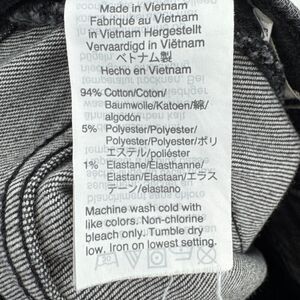 Made in Vietnam
Fabriqué au Vietnam
in Vietnam Hergestellt
Vervaardigd in Viëtnam
ベトナム製
Hecho en Vietnam
94% Cotton/Coton/
Baumwolle/Katoen/綿/
algodón
5% Polyester/Polyester/
Polyester/Polyester/ポリ
エステル/poliéster
1% Elastane/Élasthanne/
Elastan/Elastaan/エラス
テーン/elastano
Machine wash cold with
like colors. Non-chlorine
bleach only. Tumble dry
low. Iron on lowest setting.